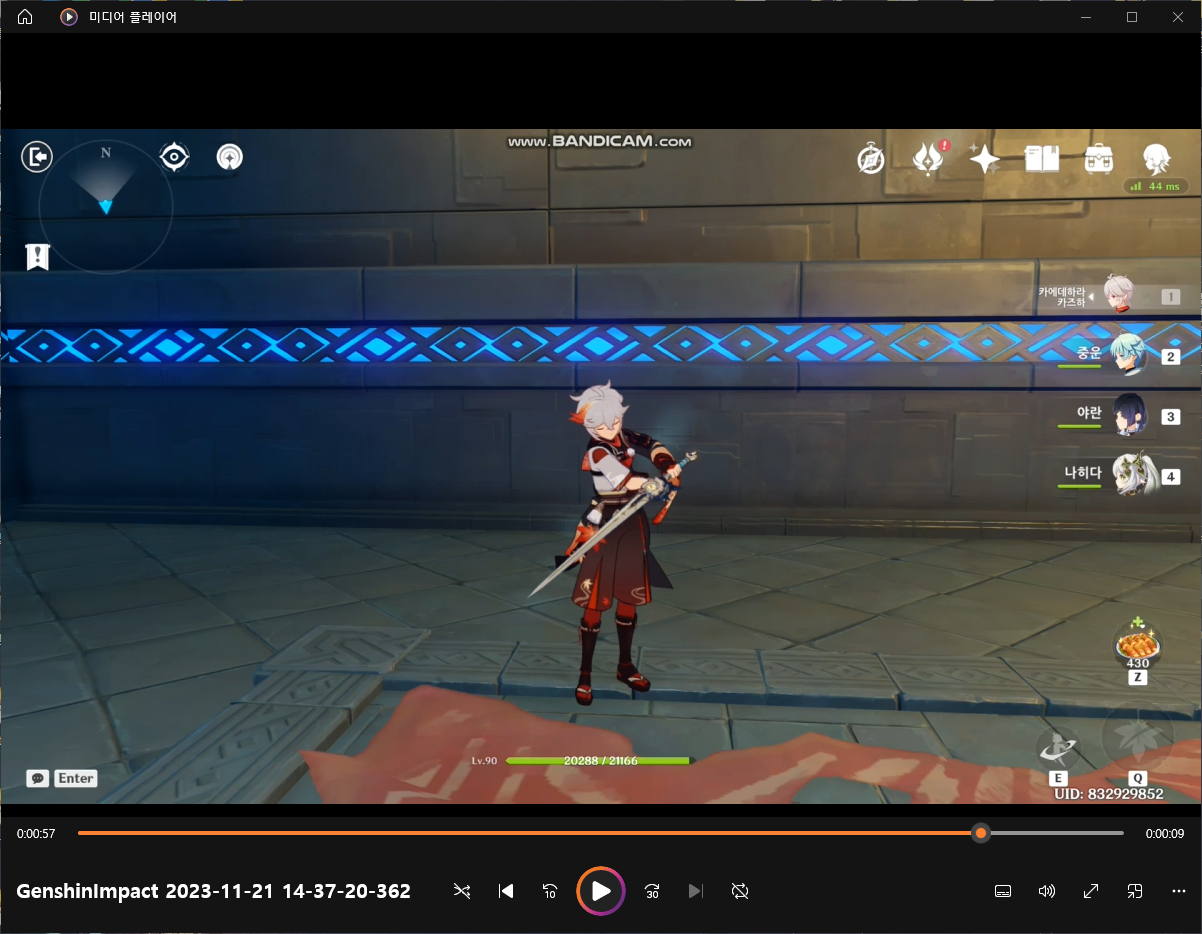 미디어 플레이어
www.BANDICAM.com
N
44 ms
카에데하라
카즈하
1
중운
2
야란
3
나히다
4
430
Z
Lv.90
20288 / 21166
Enter
E
Q
UID: 832929852
0:00:57
0:00:09
GenshinImpact 2023-11-21 14-37-20-362
10
30